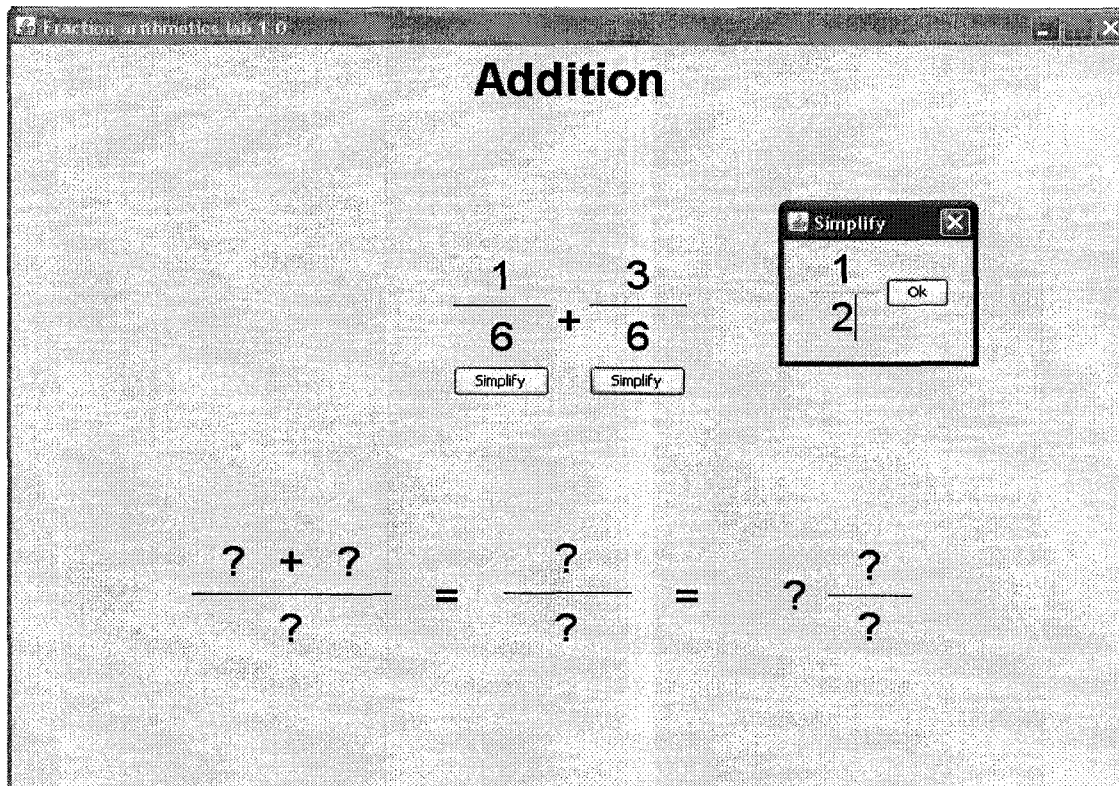 Fraction arithmetics lab 1.0
Addition
Simplify
1
2
Ok
1 3
+
6 6
Simplify Simplify
? + ? ? ?
= = ?
? ? ?